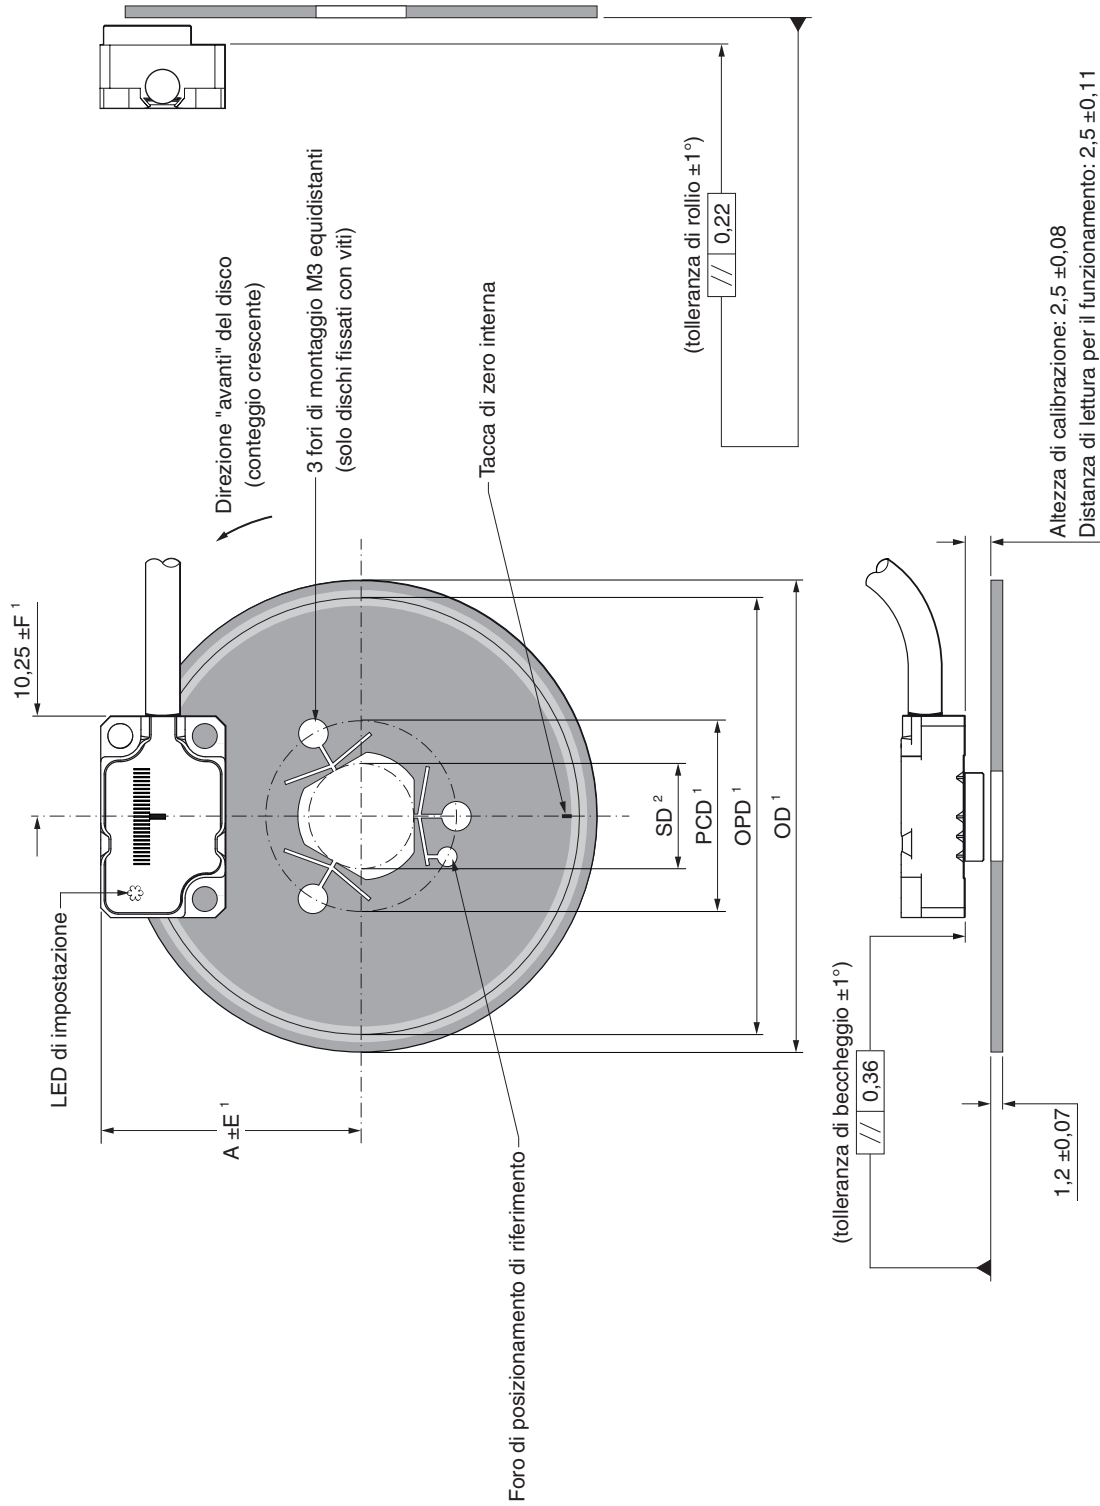 LED di impostazione
10,25 ±F ¹
Direzione "avanti" del disco
(conteggio crescente)
3 fori di montaggio M3 equidistanti
(solo dischi fissati con viti)
Tacca di zero interna
A ±E ¹
Foro di posizionamento di riferimento
SD ²
PCD ¹
OPD ¹
OD ¹
(tolleranza di rollio ±1°)
// 0,22
(tolleranza di beccheggio ±1°)
// 0,36
1,2 ±0,07
Altezza di calibrazione: 2,5 ±0,08
Distanza di lettura per il funzionamento: 2,5 ±0,11